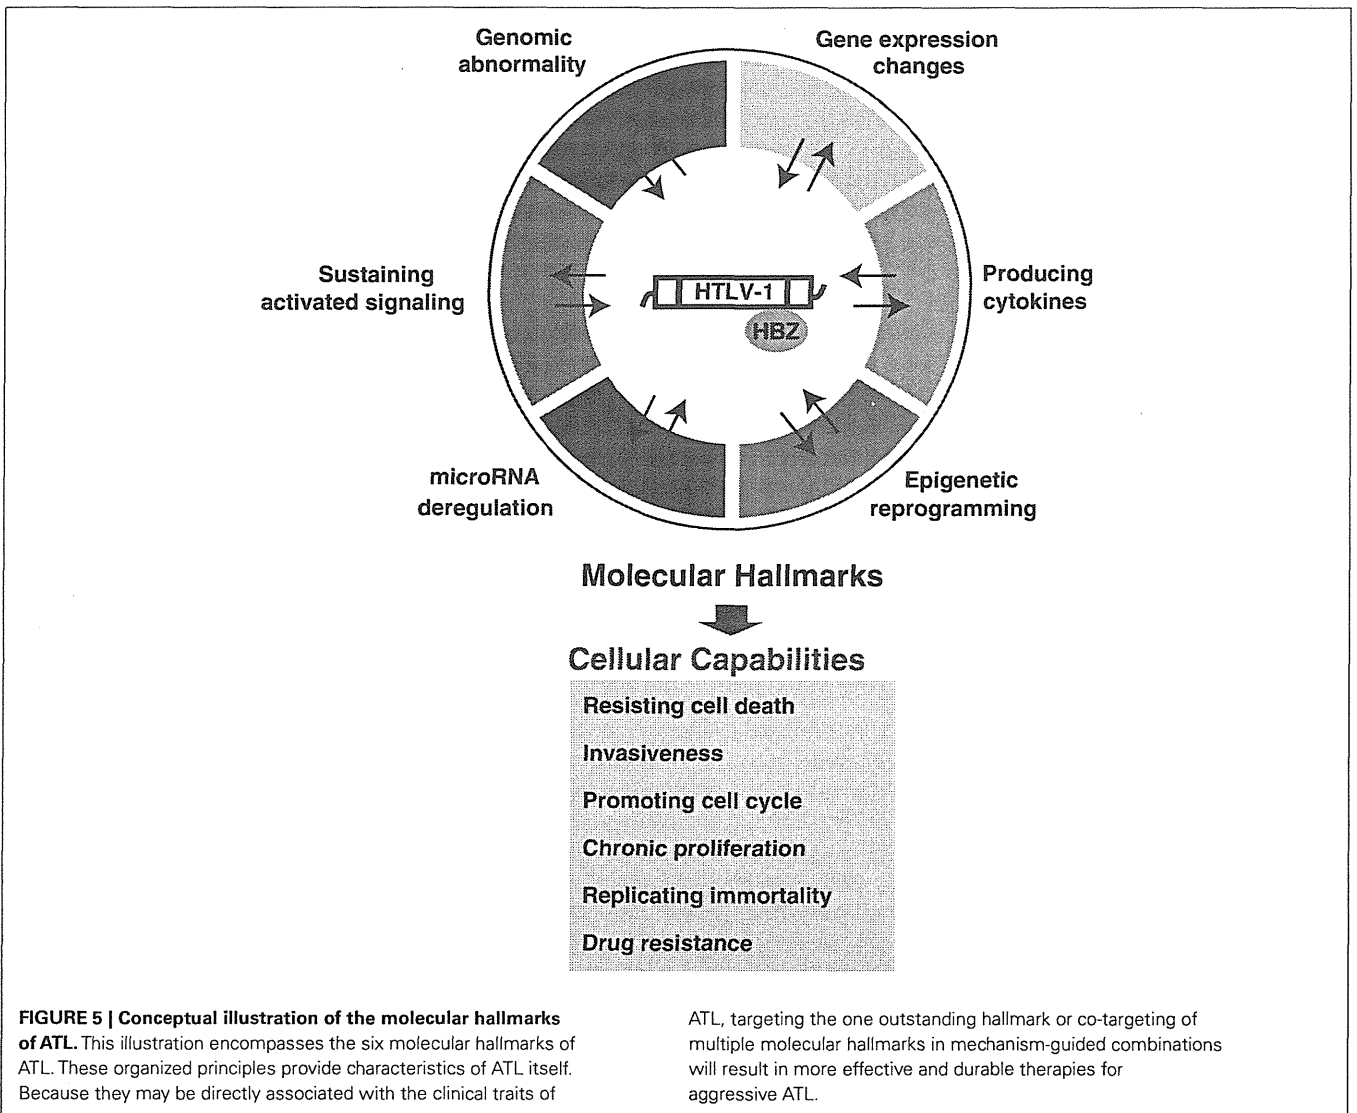 Genomic
abnormality
Gene expression
changes
Sustaining
activated signaling
HTLV-1
HBZ
Producing
cytokines
microRNA
deregulation
Epigenetic
reprogramming
Molecular Hallmarks
Cellular Capabilities
Resisting cell death
Invasiveness
Promoting cell cycle
Chronic proliferation
Replicating immortality
Drug resistance
FIGURE 5 | Conceptual illustration of the molecular hallmarks
of ATL. This illustration encompasses the six molecular hallmarks of
ATL. These organized principles provide characteristics of ATL itself.
Because they may be directly associated with the clinical traits of
ATL, targeting the one outstanding hallmark or co-targeting of
multiple molecular hallmarks in mechanism-guided combinations
will result in more effective and durable therapies for
aggressive ATL.